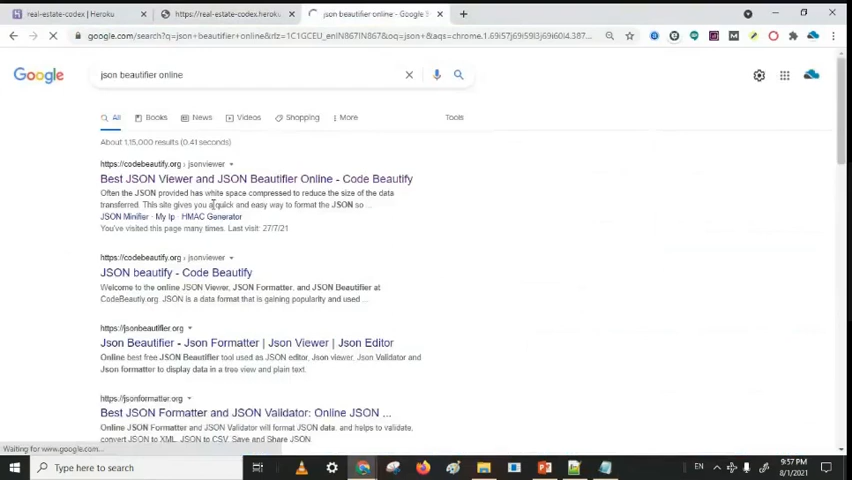 real-estate-codex | Heroku
https://real-estate-codex.heroku
json beautifier online - Google S
google.com/search?q=json+beautifier+online&rlz=1C1GCEU_enIN867IN867&oq=json+&aqs=chrome.1.69i57j69i59l3j69i60l4.387...
Google
json beautifier online
All
Books
News
Videos
Shopping
More
Tools
About 1,15,000 results (0.41 seconds)
https://codebeautify.org › jsonviewer
Best JSON Viewer and JSON Beautifier Online - Code Beautify
Often the JSON provided has white space compressed to reduce the size of the data
transferred. This site gives you a quick and easy way to format the JSON so ...
JSON Minifier · My Ip · HMAC Generator
You've visited this page many times. Last visit: 27/7/21
https://codebeautify.org › jsonviewer
JSON beautify - Code Beautify
Welcome to the online JSON Viewer, JSON Formatter, and JSON Beautifier at
CodeBeautiy.org. JSON is a data format that is gaining popularity and used ...
https://jsonbeautifier.org
Json Beautifier - Json Formatter | Json Viewer | Json Editor
Online best free JSON Beautifier tool used as JSON editor, Json viewer, Json Validator and
Json formatter to display data in a tree view and plain text.
https://jsonformatter.org
Best JSON Formatter and JSON Validator: Online JSON ...
Online JSON Formatter and JSON Validator will format JSON data, and helps to validate,
convert JSON to XML, JSON to CSV. Save and Share JSON
Waiting for www.google.com...
Type here to search
EN
9:57 PM
8/1/2021